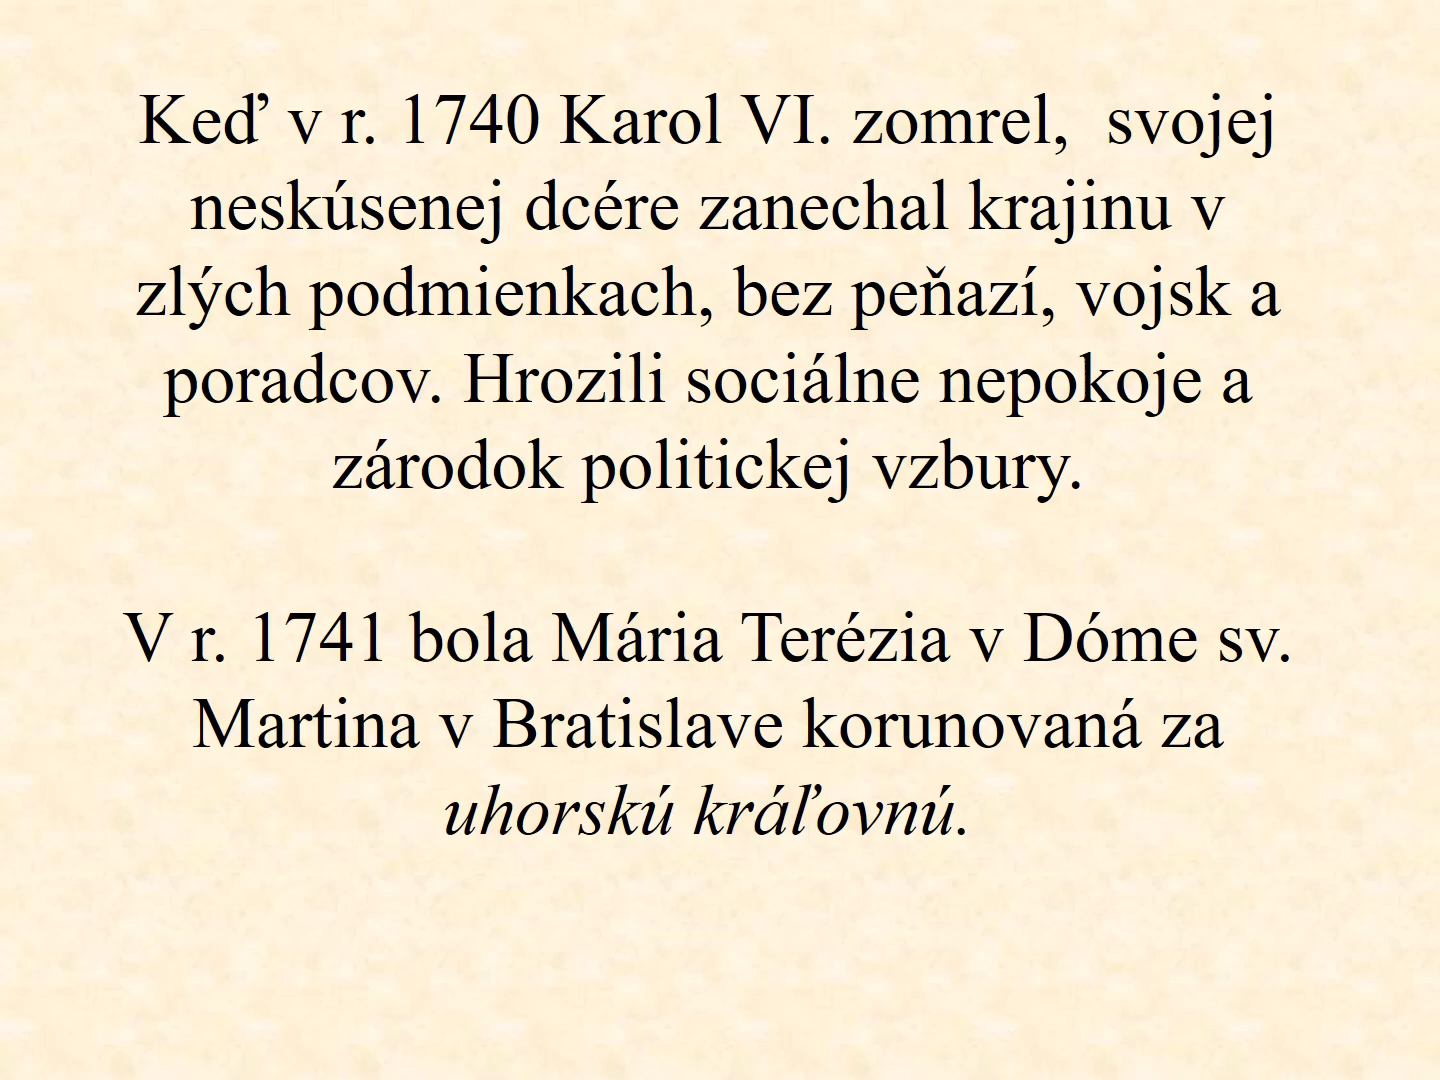 Keď v r. 1740 Karol VI. zomrel,  svojej
neskúsenej dcére zanechal krajinu v
zlých podmienkach, bez peňazí, vojsk a
poradcov. Hrozili sociálne nepokoje a
zárodok politickej vzbury.
V r. 1741 bola Mária Terézia v Dóme sv.
Martina v Bratislave korunovaná za
uhorskú kráľovnú.